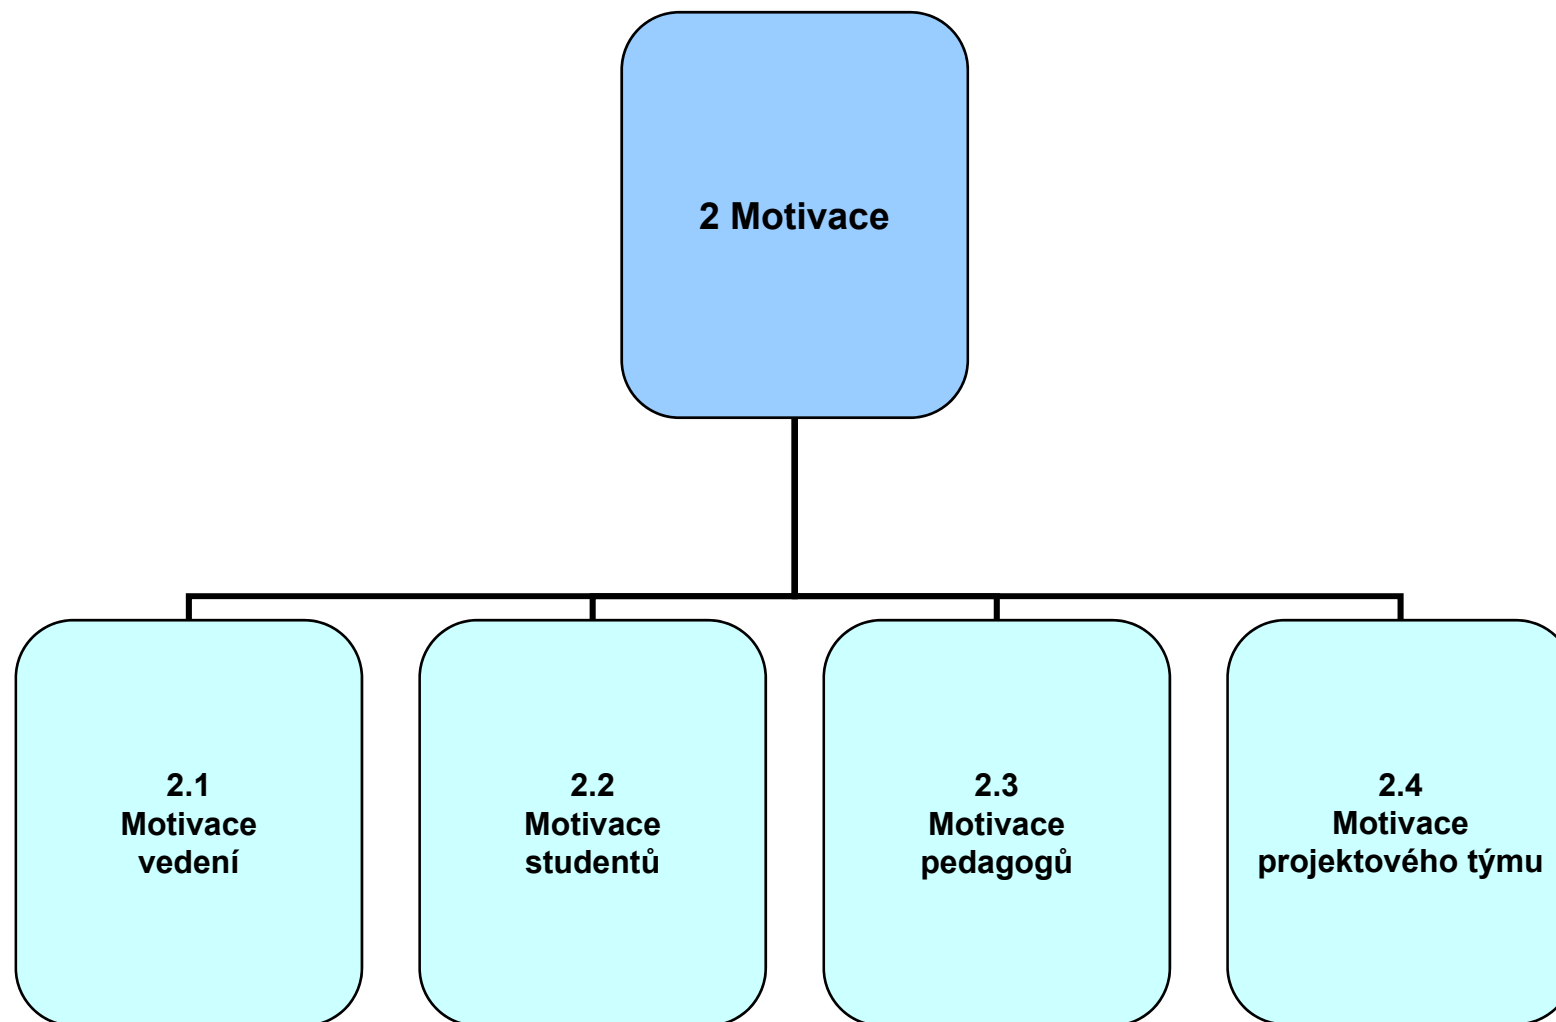 2 Motivace
2.1
Motivace
vedení
2.2
Motivace
studentů
2.3
Motivace
pedagogů
2.4
Motivace
projektového týmu